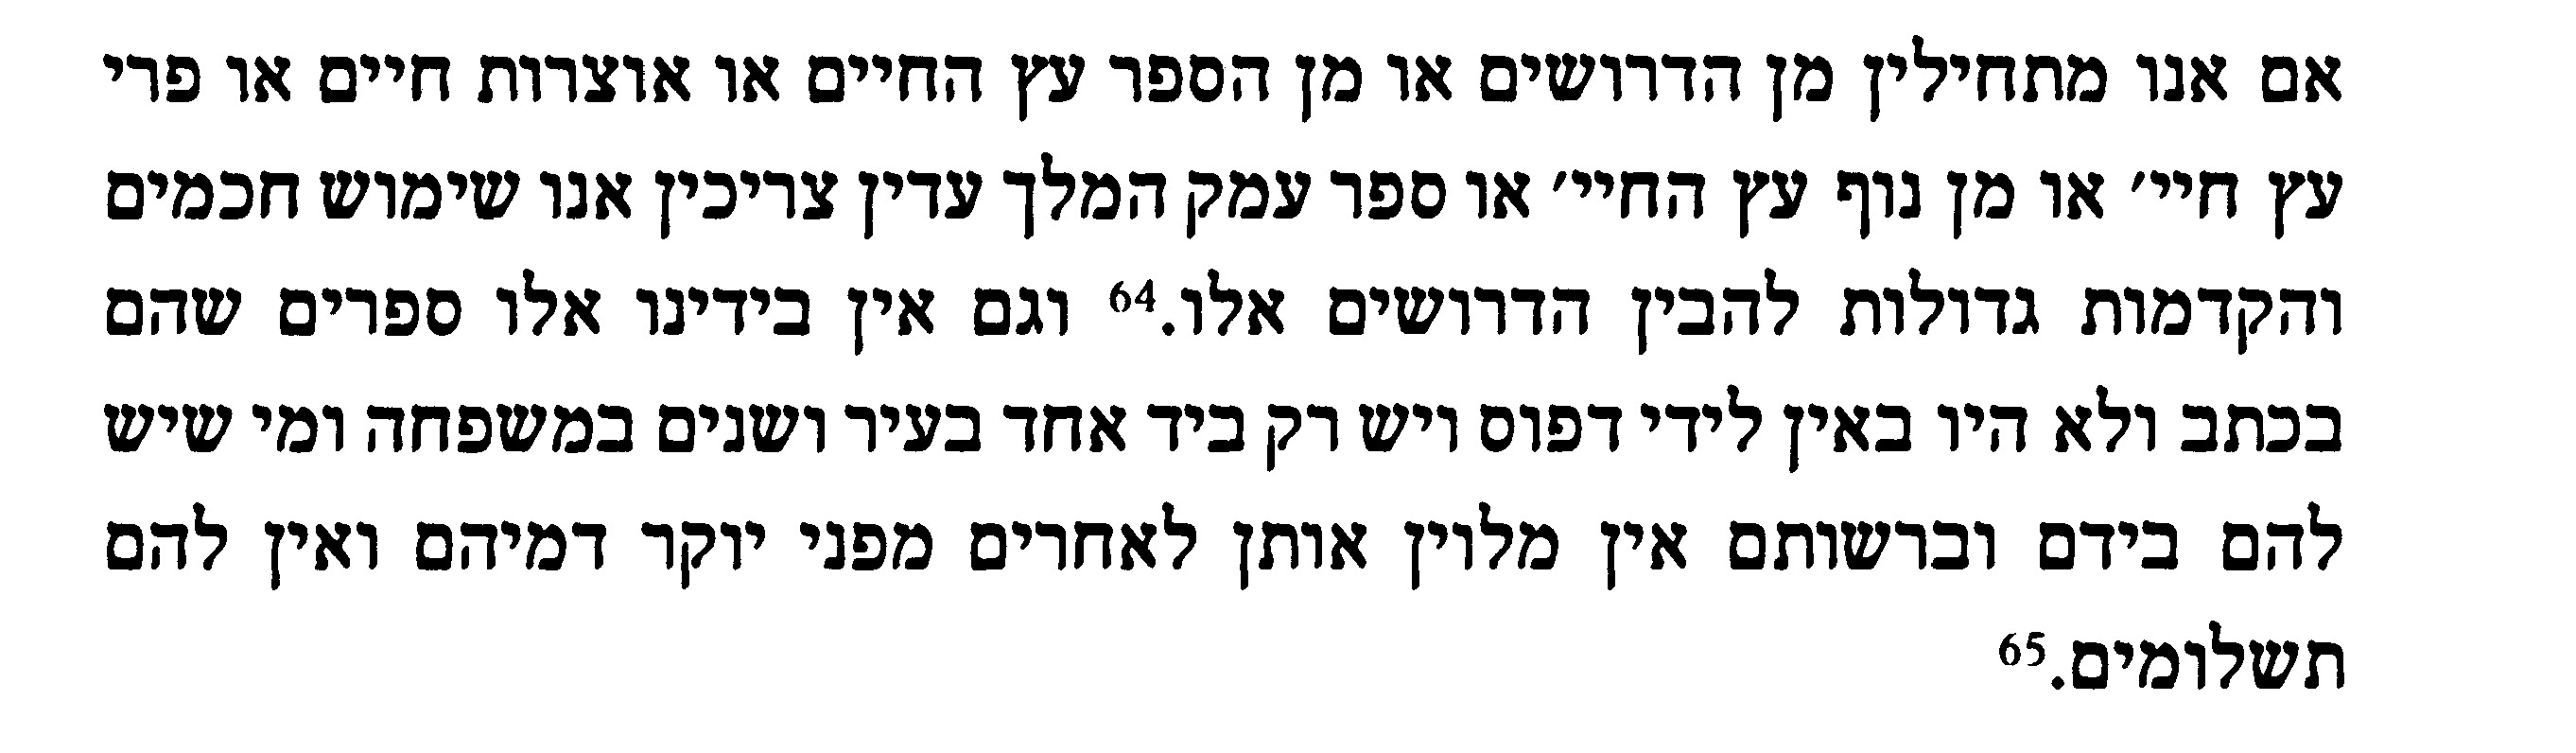 אם אנו מתחילין מן הדרושים או מן הספר עץ החיים או אוצרות חיים או פרי
עץ חיי׳ או מן נוף עץ החיי׳ או ספר עמק המלך עדין צריכין אנו שימוש חכמים
והקדמות גדולות להבין הדרושים אלו.64 וגם אין בידינו אלו ספרים שהם
בכתב ולא היו באין לידי דפוס ויש רק ביד אחד בעיר ושנים במשפחה ומי שיש
להם בידם וברשותם אין מלוין אותן לאחרים מפני יוקר דמיהם ואין להם
תשלומים.65